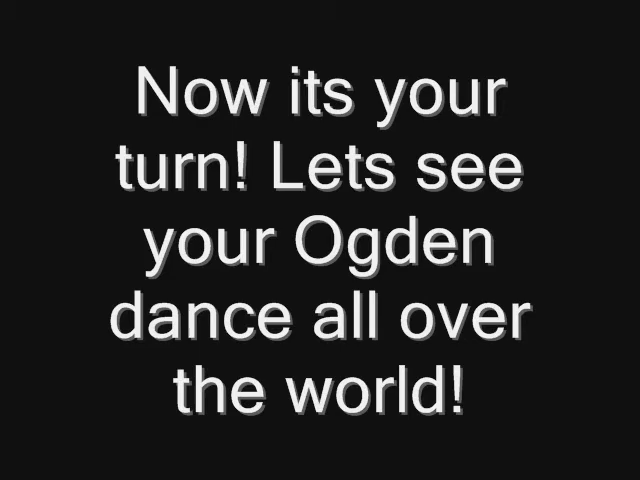 Now its your
turn! Lets see
your Ogden
dance all over
the world!